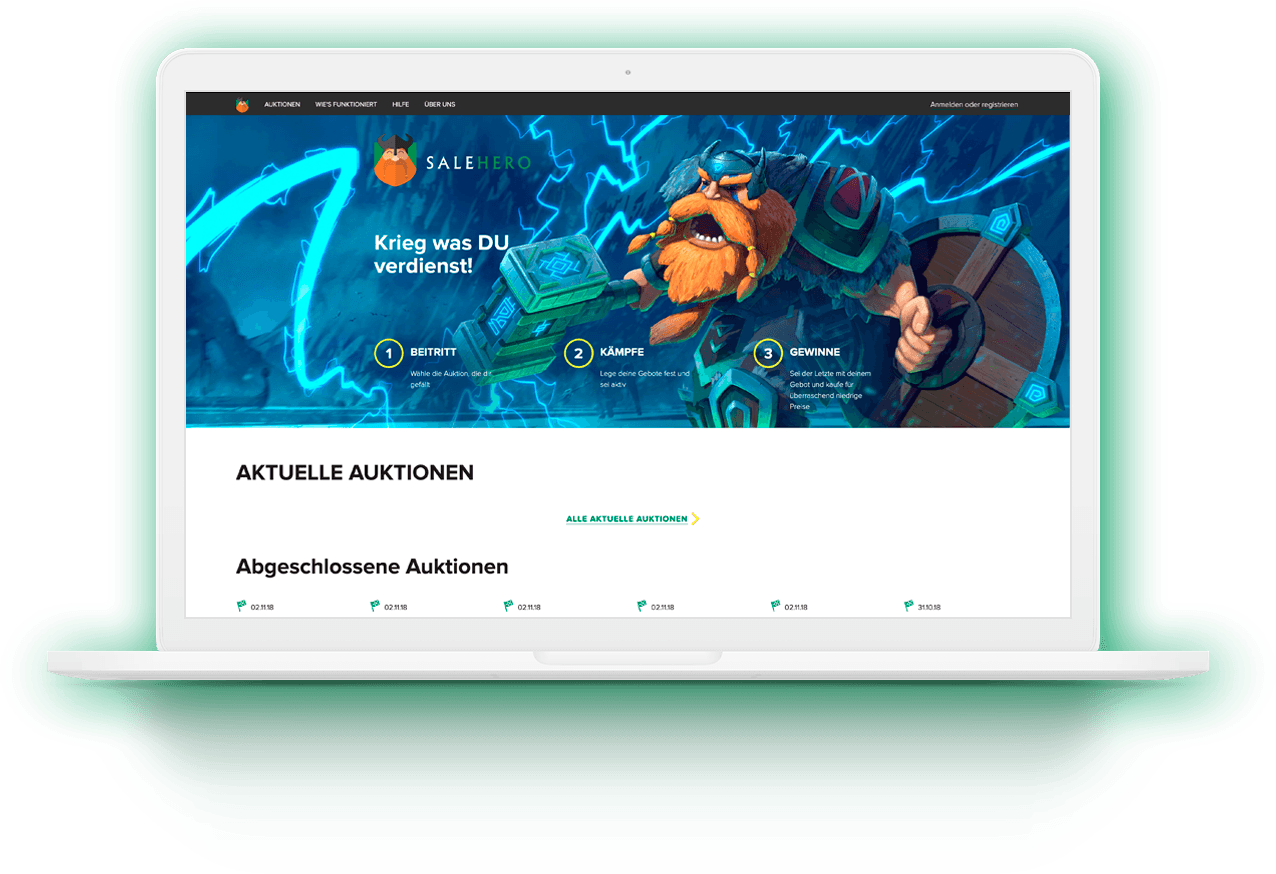 AUKTIONEN WIE'S FUNKTIONIERT HILFE ÜBER UNS Anmelden oder registrieren
SALEHERO
Krieg was DU
verdienst!
1 BEITRITT
Wähle die Auktion, die dir
gefällt
2 KÄMPFE
Lege deine Gebote fest und
sei aktiv
3 GEWINNE
Sei der Letzte mit deinem
Gebot und kaufe für
überraschend niedrige
Preise
AKTUELLE AUKTIONEN
ALLE AKTUELLE AUKTIONEN
Abgeschlossene Auktionen
02.11.18 02.11.18 02.11.18 02.11.18 02.11.18 31.10.18